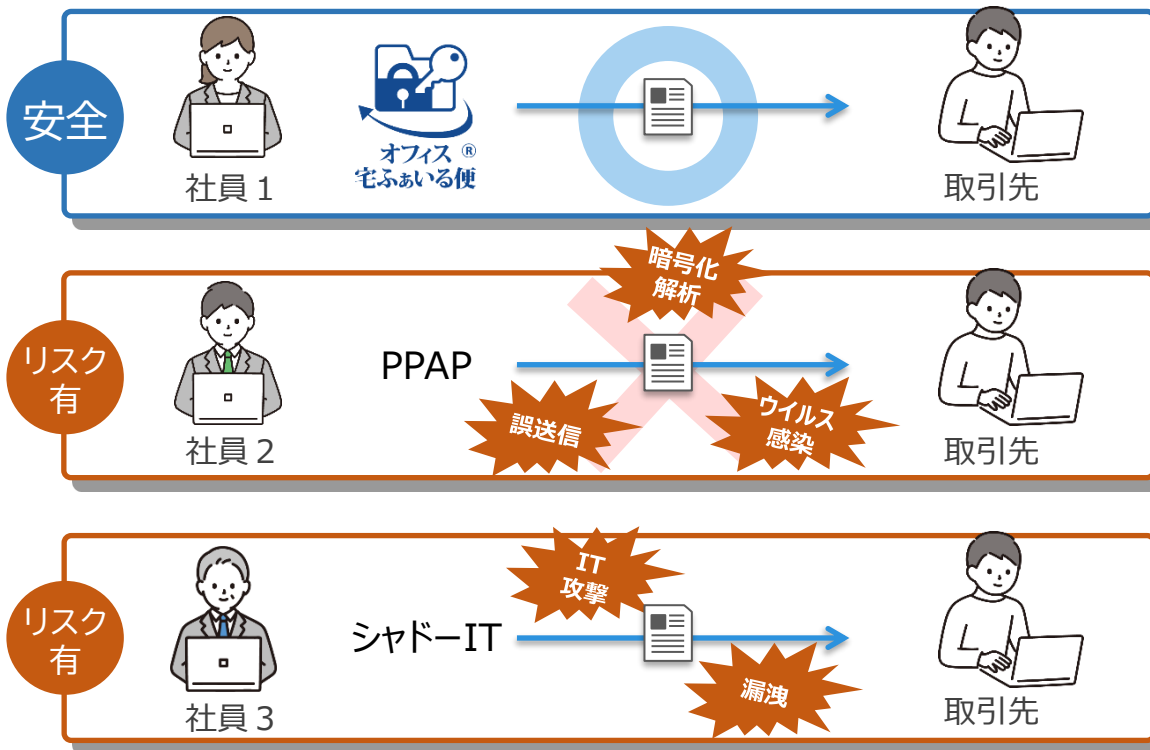 安全
社員１
オフィス ®
宅ふぁいる便
取引先
リスク
有
社員２
PPAP
暗号化
解析
誤送信
ウイルス
感染
取引先
リスク
有
社員３
シャドーIT
IT
攻撃
漏洩
取引先